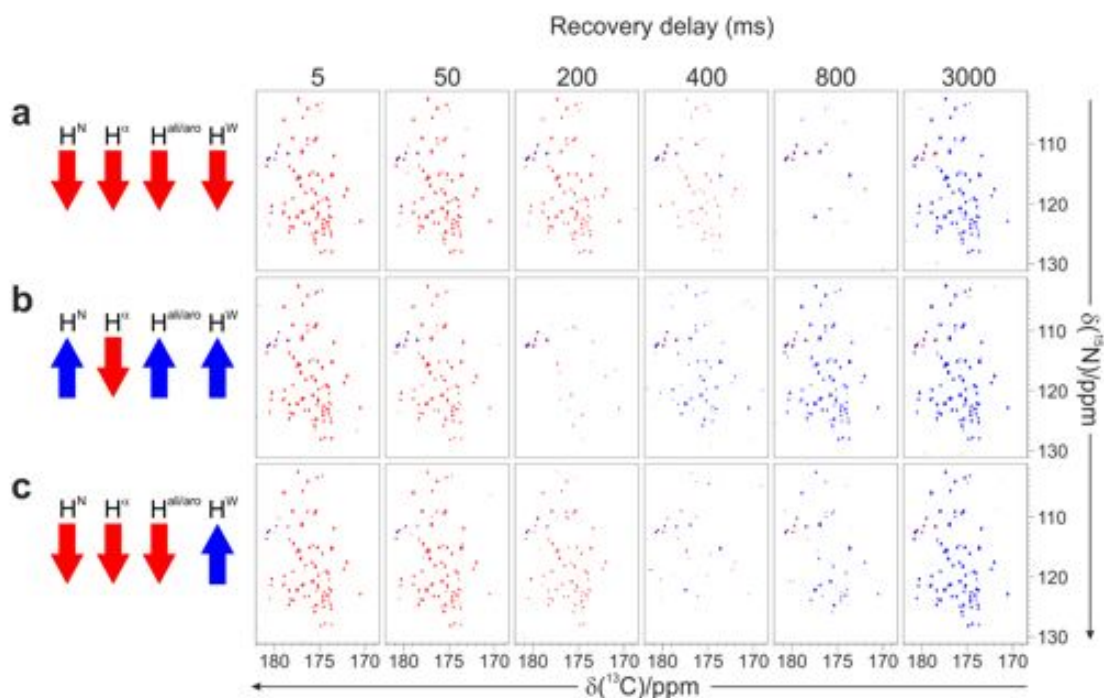 Recovery delay (ms)
5 50 200 400 800 3000
a
H^N H^α H^ali/aro H^W
110
120
130
b
H^N H^α H^ali/aro H^W
110
120
130
c
H^N H^α H^ali/aro H^W
110
120
130
δ(¹⁵N)/ppm
180 175 170 180 175 170 180 175 170 180 175 170 180 175 170 180 175 170
δ(¹³C)/ppm